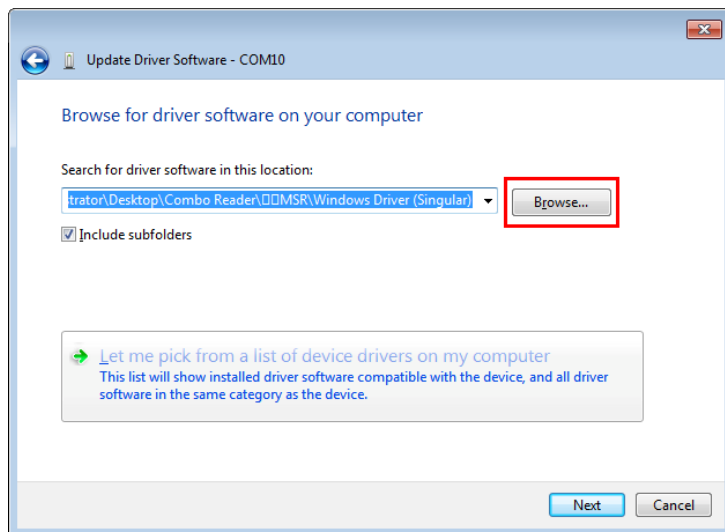 Update Driver Software - COM10
Browse for driver software on your computer
Search for driver software in this location:
trator\Desktop\Combo Reader\▯▯MSR\Windows Driver (Singular)
Browse...
Include subfolders
Let me pick from a list of device drivers on my computer
This list will show installed driver software compatible with the device, and all driver
software in the same category as the device.
Next
Cancel